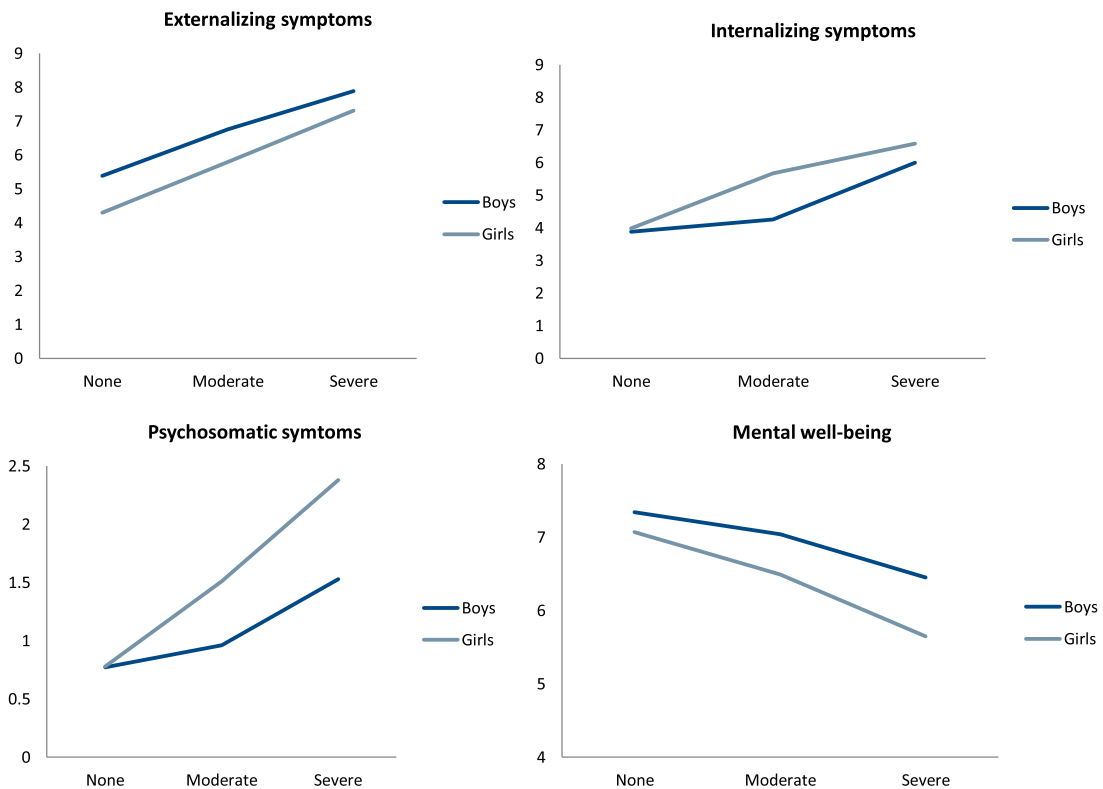 Externalizing symptoms
9
8
7
6
5
4
3
2
1
0
None Moderate Severe
Boys
Girls
Internalizing symptoms
9
8
7
6
5
4
3
2
1
0
None Moderate Severe
Boys
Girls
Psychosomatic symtoms
2.5
2
1.5
1
0.5
0
None Moderate Severe
Boys
Girls
Mental well-being
8
7
6
5
4
None Moderate Severe
Boys
Girls